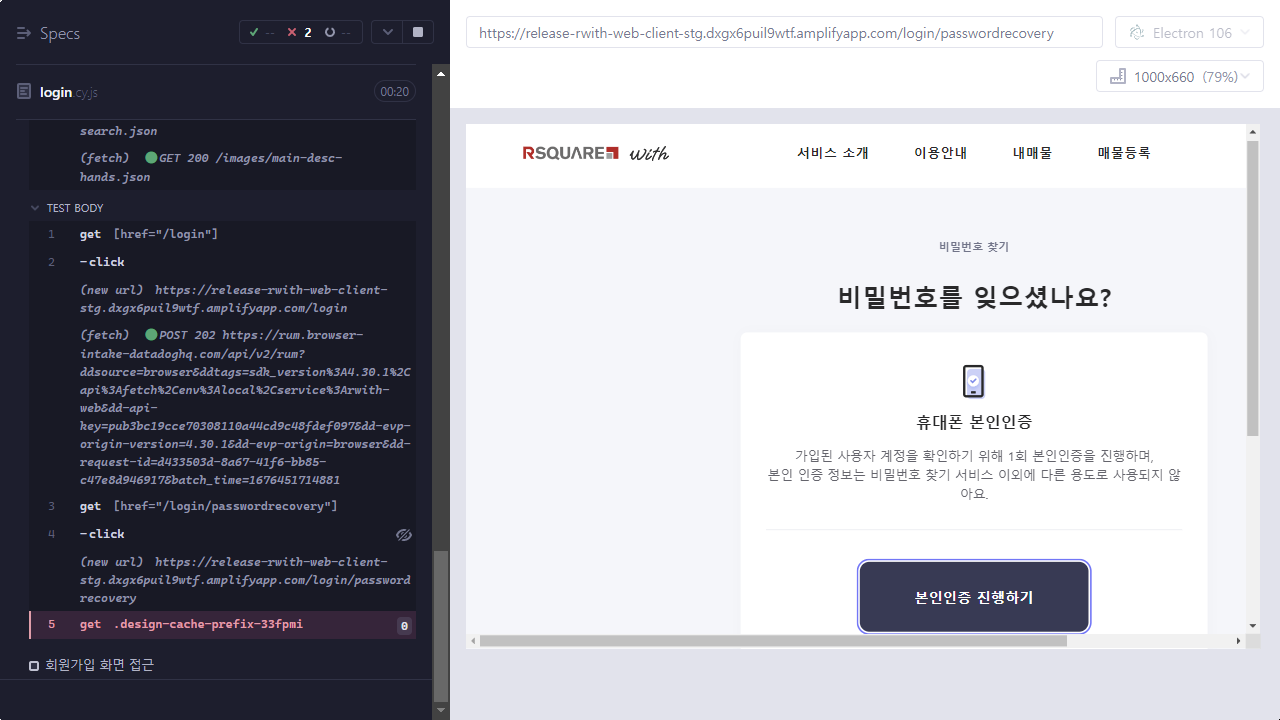 Specs
-- 2 --
login.cy.js
00:20
search.json
(fetch) GET 200 /images/main-desc-
hands.json
TEST BODY
1 get [href="/login"]
2 -click
(new url) https://release-rwith-web-client-
stg.dxgx6puil9wtf.amplifyapp.com/login
(fetch) POST 202 https://rum.browser-
intake-datadoghq.com/api/v2/rum?
ddsource=browser&ddtags=sdk_version%3A4.30.1%2C
api%3Afetch%2Cenv%3Alocal%2Cservice%3Arwith-
web&dd-api-
key=pub3bc19cce70308110a44cd9c48fdef097&dd-evp-
origin-version=4.30.1&dd-evp-origin=browser&dd-
request-id=d433503d-8a67-41f6-bb85-
c47e8d946917&batch_time=1676451714881
3 get [href="/login/passwordrecovery"]
4 -click
(new url) https://release-rwith-web-client-
stg.dxgx6puil9wtf.amplifyapp.com/login/password
recovery
5 get .design-cache-prefix-33fpmi 0
회원가입 화면 접근
https://release-rwith-web-client-stg.dxgx6puil9wtf.amplifyapp.com/login/passwordrecovery
Electron 106
1000x660 (79%)
RSQUARE with
서비스 소개 이용안내 내매물 매물등록
비밀번호 찾기
비밀번호를 잊으셨나요?
휴대폰 본인인증
가입된 사용자 계정을 확인하기 위해 1회 본인인증을 진행하며,
본인 인증 정보는 비밀번호 찾기 서비스 이외에 다른 용도로 사용되지 않
아요.
본인인증 진행하기